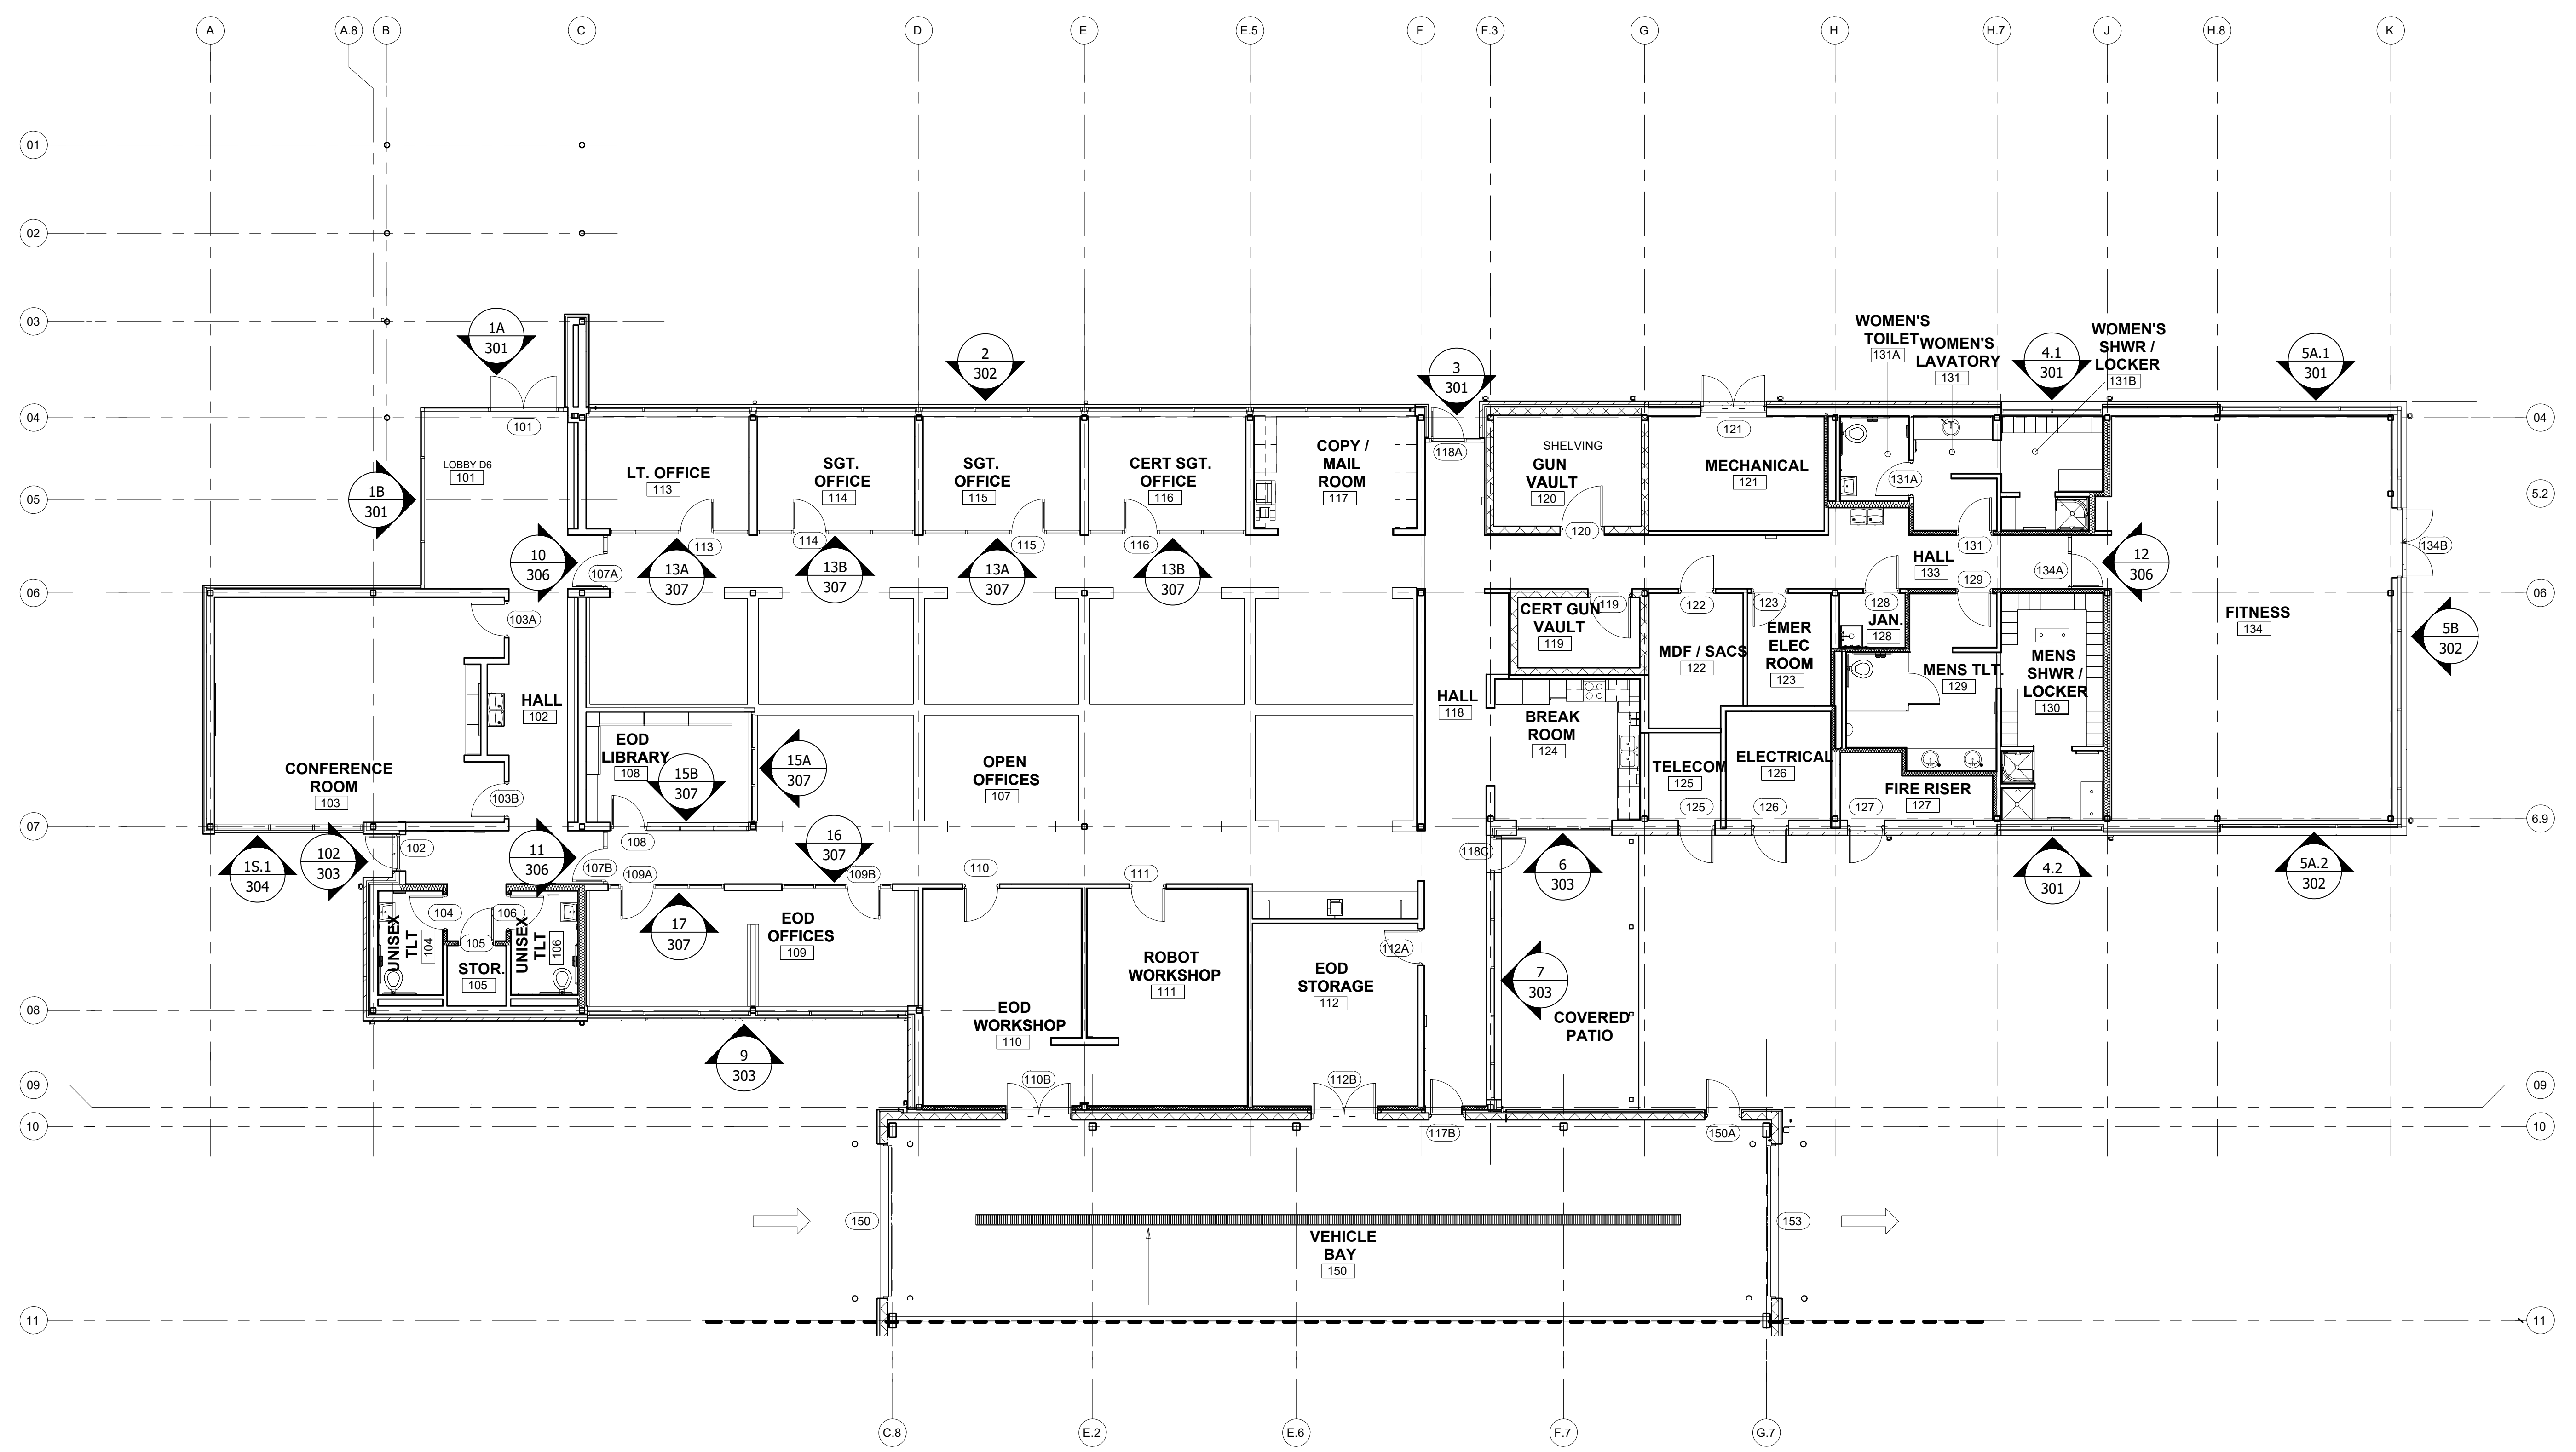 A
A.8
B
C
D
E
E.5
F
F.3
G
H
H.7
J
H.8
K
01
02
03
1A
301
2
302
3
301
WOMEN'S
TOILET
131A
WOMEN'S
LAVATORY
131
4.1
301
WOMEN'S
SHWR /
LOCKER
131B
5A.1
301
04
101
118A
121
04
LOBBY D6
101
LT. OFFICE
113
SGT.
OFFICE
114
SGT.
OFFICE
115
CERT SGT.
OFFICE
116
COPY /
MAIL
ROOM
117
SHELVING
GUN
VAULT
120
MECHANICAL
121
131A
1B
301
05
5.2
10
306
107A
113
114
115
116
120
131
134B
13A
307
13B
307
13A
307
13B
307
HALL
133
134A
12
306
06
103A
119
122
123
128
129
06
CERT GUN
VAULT
119
MDF / SACS
122
EMER
ELEC
ROOM
123
JAN.
128
MENS TLT.
129
MENS
SHWR /
LOCKER
130
FITNESS
134
5B
302
HALL
102
HALL
118
BREAK
ROOM
124
EOD
LIBRARY
108
15B
307
15A
307
OPEN
OFFICES
107
TELECOM
125
ELECTRICAL
126
FIRE RISER
127
CONFERENCE
ROOM
103
103B
125
126
127
07
6.9
1S.1
304
102
303
102
11
306
107B
108
109A
16
307
109B
110
111
118C
6
303
4.2
301
5A.2
302
104
105
106
UNISEX
TLT
104
STOR.
105
UNISEX
TLT
106
17
307
EOD
OFFICES
109
ROBOT
WORKSHOP
111
112A
EOD
STORAGE
112
7
303
08
EOD
WORKSHOP
110
COVERED
PATIO
9
303
09
110B
112B
09
10
117B
150A
10
150
153
VEHICLE
BAY
150
11
11
C.8
E.2
E.6
F.7
G.7